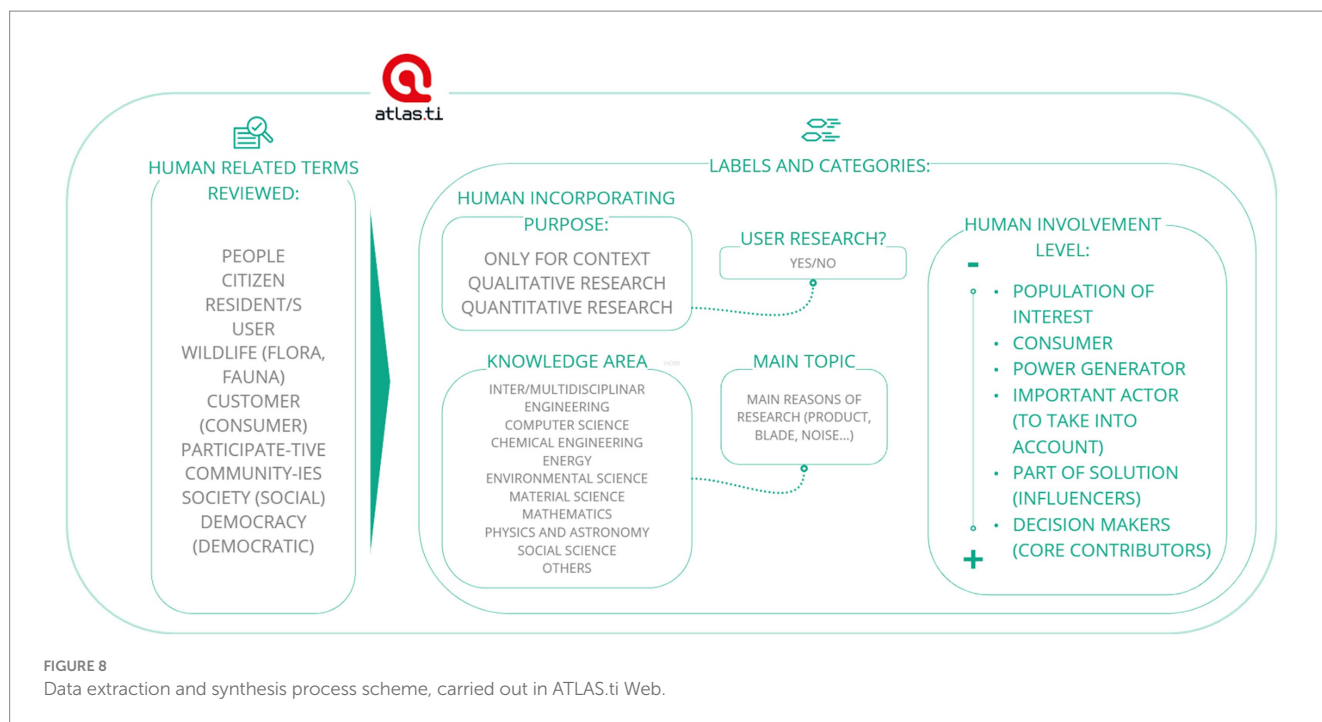 atlas.ti
HUMAN RELATED TERMS
REVIEWED:
PEOPLE
CITIZEN
RESIDENT/S
USER
WILDLIFE (FLORA,
FAUNA)
CUSTOMER
(CONSUMER)
PARTICIPATE-TIVE
COMMUNITY-IES
SOCIETY (SOCIAL)
DEMOCRACY
(DEMOCRATIC)
LABELS AND CATEGORIES:
HUMAN INCORPORATING
PURPOSE:
ONLY FOR CONTEXT
QUALITATIVE RESEARCH
QUANTITATIVE RESEARCH
USER RESEARCH?
YES/NO
KNOWLEDGE AREA
INTER/MULTIDISCIPLINAR
ENGINEERING
COMPUTER SCIENCE
CHEMICAL ENGINEERING
ENERGY
ENVIRONMENTAL SCIENCE
MATERIAL SCIENCE
MATHEMATICS
PHYSICS AND ASTRONOMY
SOCIAL SCIENCE
OTHERS
MAIN TOPIC
MAIN REASONS OF
RESEARCH (PRODUCT,
BLADE, NOISE...)
HUMAN INVOLVEMENT
LEVEL:
-
• POPULATION OF
INTEREST
• CONSUMER
• POWER GENERATOR
• IMPORTANT ACTOR
(TO TAKE INTO
ACCOUNT)
• PART OF SOLUTION
(INFLUENCERS)
• DECISION MAKERS
(CORE CONTRIBUTORS)
+
FIGURE 8
Data extraction and synthesis process scheme, carried out in ATLAS.ti Web.